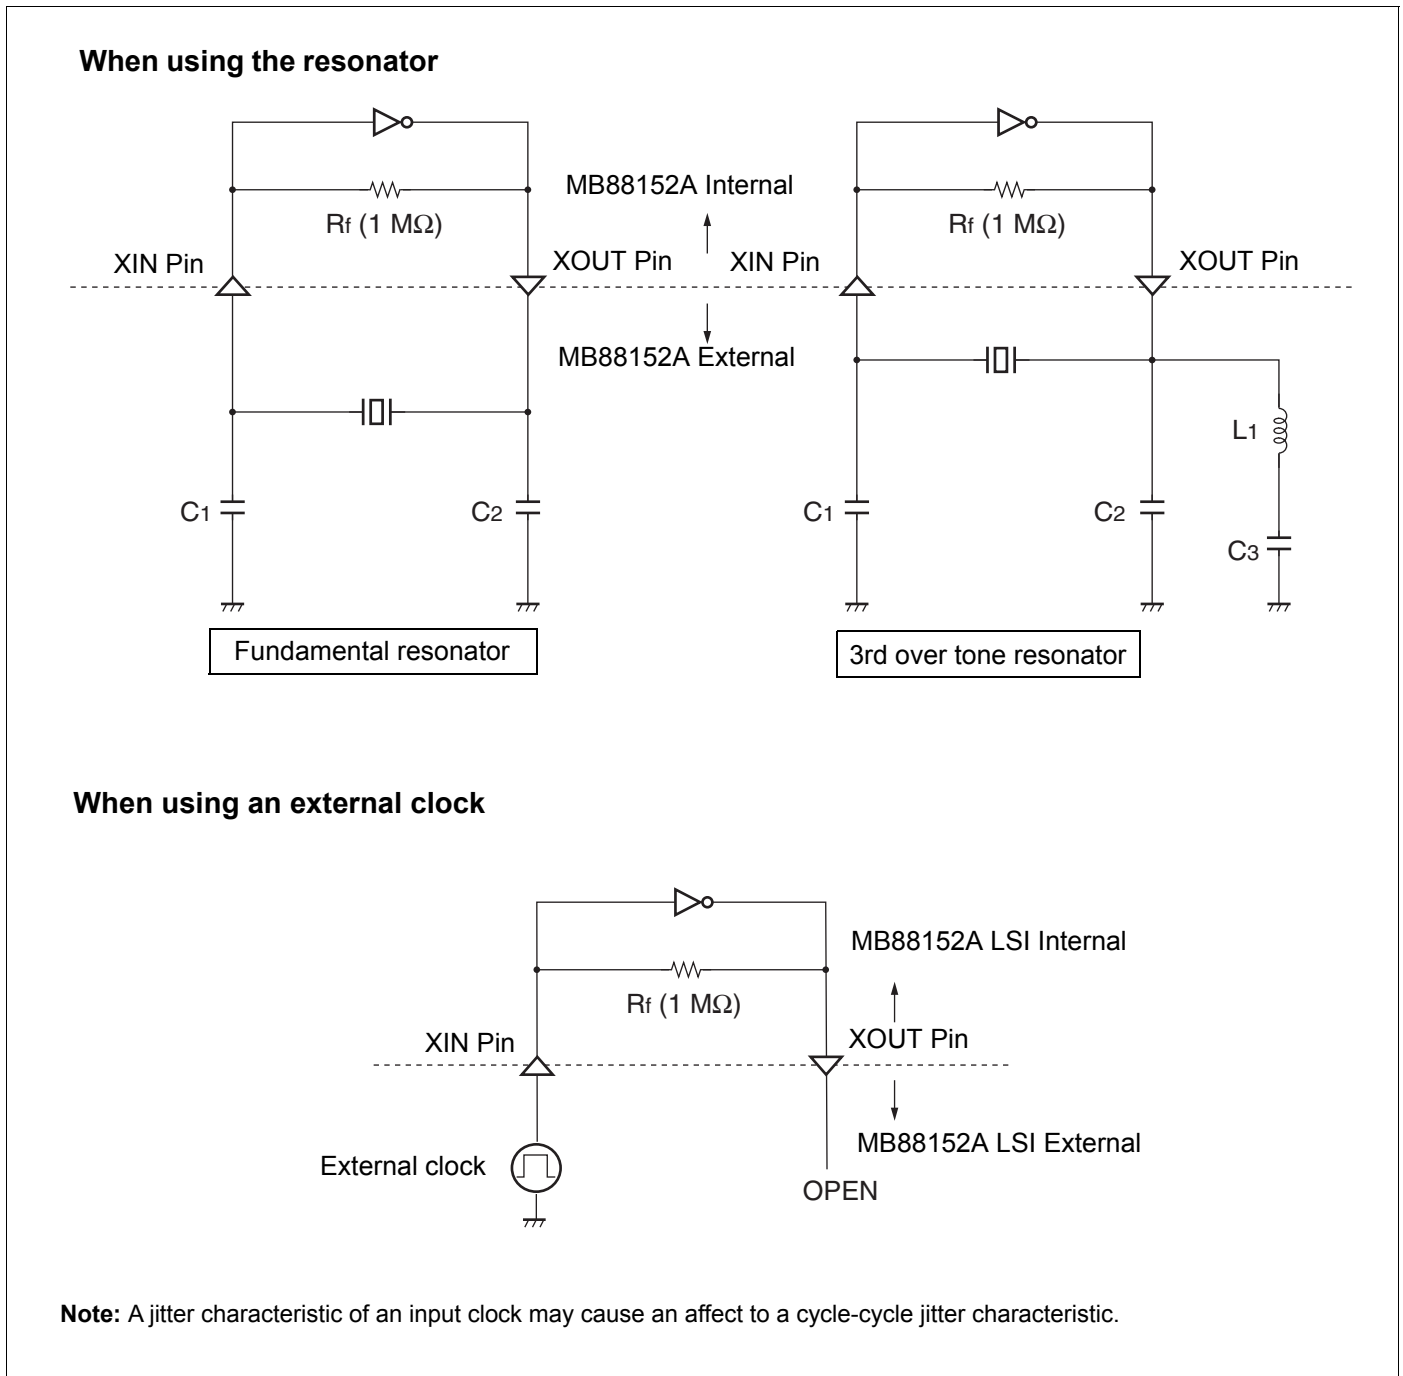 When using the resonator
MB88152A Internal
Rf (1 MΩ)
Rf (1 MΩ)
XIN Pin
XOUT Pin
XIN Pin
XOUT Pin
MB88152A External
L1
C1
C2
C1
C2
C3
Fundamental resonator
3rd over tone resonator
When using an external clock
MB88152A LSI Internal
Rf (1 MΩ)
XIN Pin
XOUT Pin
MB88152A LSI External
External clock
OPEN
Note: A jitter characteristic of an input clock may cause an affect to a cycle-cycle jitter characteristic.